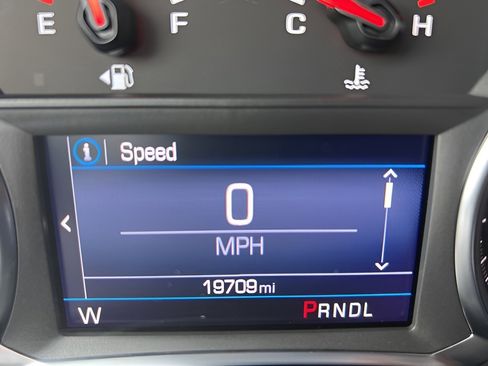 E F C H
i Speed
0
MPH
19709 mi
W PRNDL